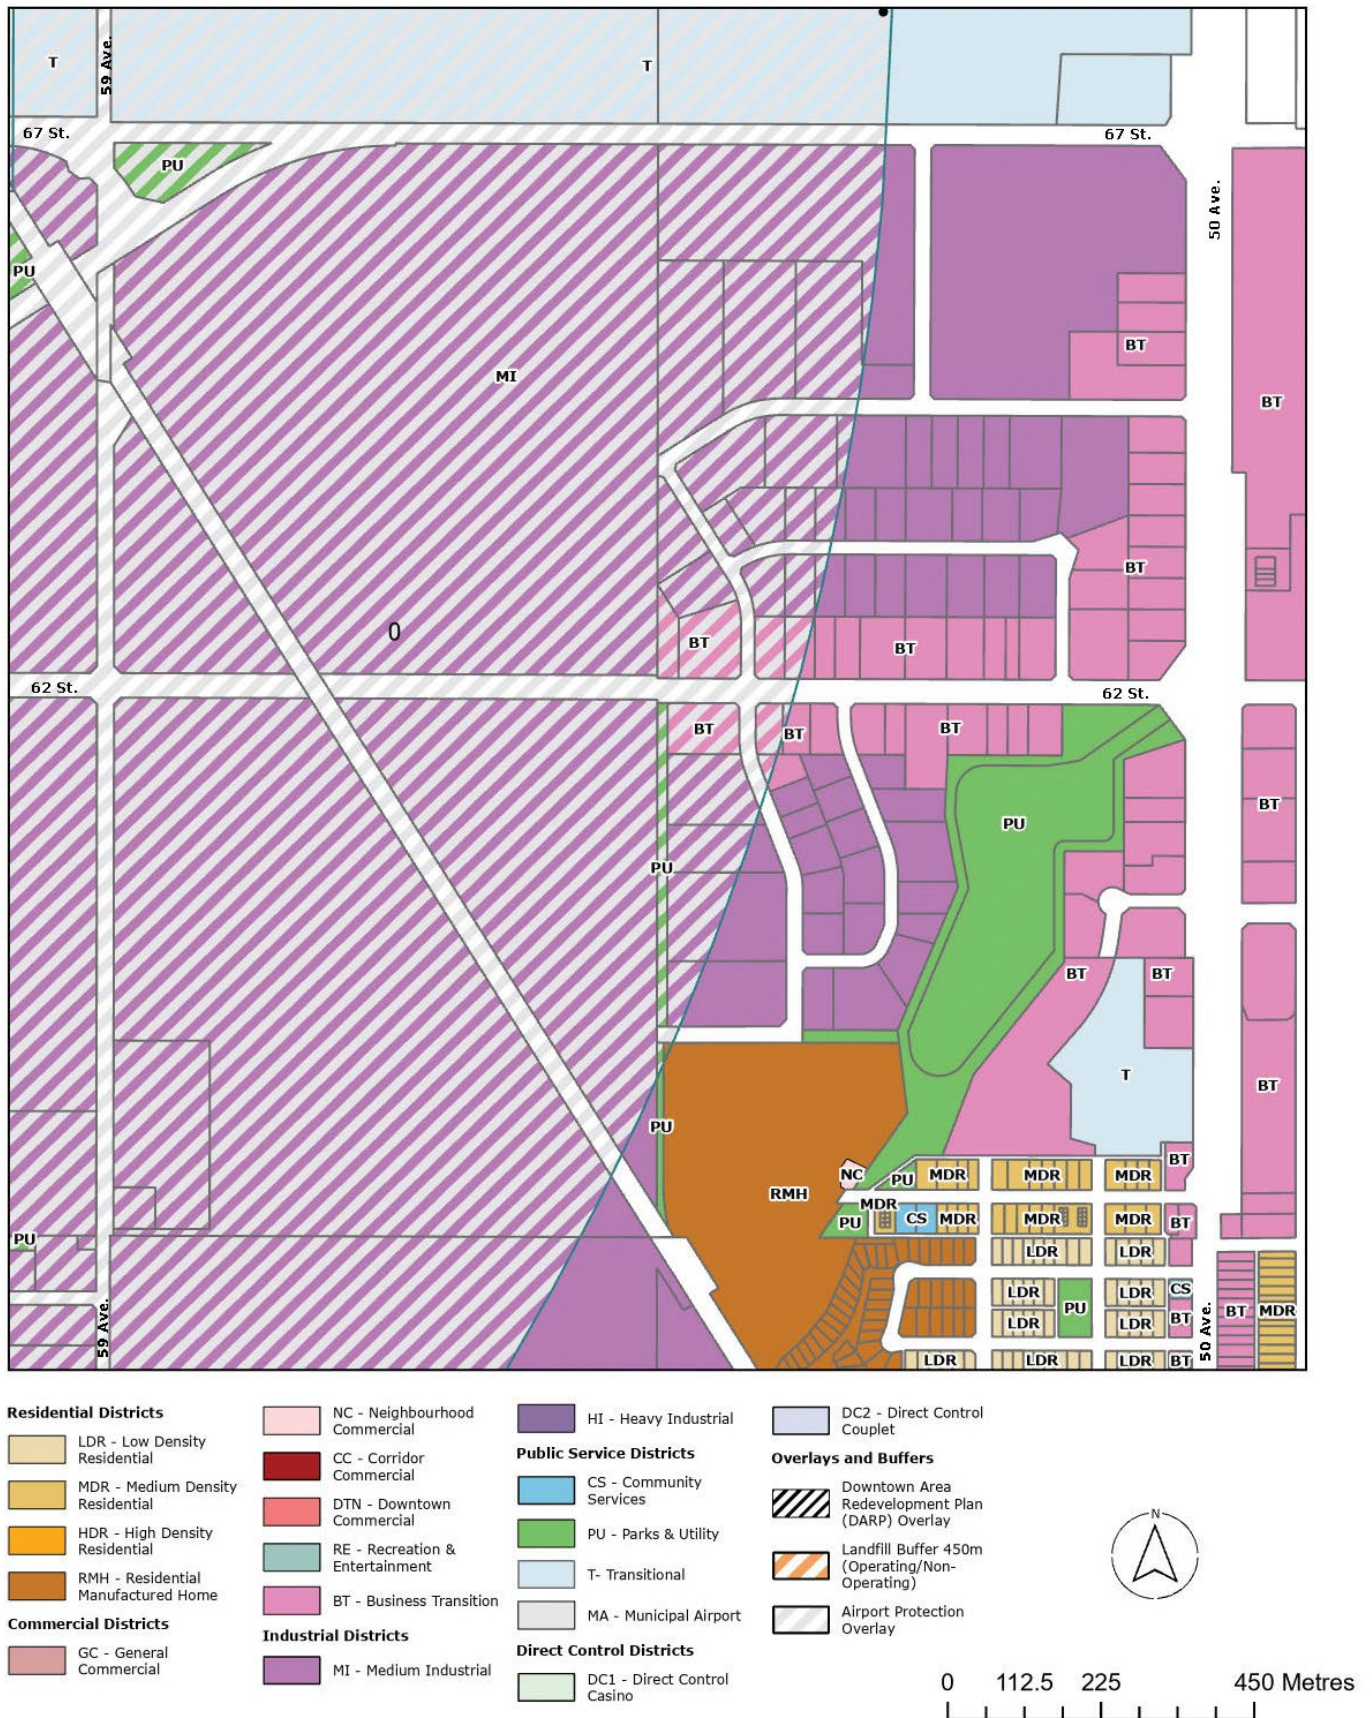 T
59 Ave.
T
67 St.
67 St.
PU
50 Ave.
PU
BT
MI
BT
BT
0
BT
BT
62 St.
62 St.
BT
BT
BT
BT
PU
PU
BT
BT
T
BT
PU
BT
NC
PU
MDR
MDR
MDR
RMH
MDR
PU
CS
MDR
MDR
MDR
BT
PU
LDR
LDR
LDR
LDR
CS
PU
LDR
LDR
BT
BT
MDR
59 Ave.
50 Ave.
LDR
LDR
LDR
BT
Residential Districts
LDR - Low Density
Residential
MDR - Medium Density
Residential
HDR - High Density
Residential
RMH - Residential
Manufactured Home
Commercial Districts
GC - General
Commercial
NC - Neighbourhood
Commercial
CC - Corridor
Commercial
DTN - Downtown
Commercial
RE - Recreation &
Entertainment
BT - Business Transition
Industrial Districts
MI - Medium Industrial
HI - Heavy Industrial
Public Service Districts
CS - Community
Services
PU - Parks & Utility
T- Transitional
MA - Municipal Airport
Direct Control Districts
DC1 - Direct Control
Casino
DC2 - Direct Control
Couplet
Overlays and Buffers
Downtown Area
Redevelopment Plan
(DARP) Overlay
Landfill Buffer 450m
(Operating/Non-
Operating)
Airport Protection
Overlay
N
0 112.5 225 450 Metres